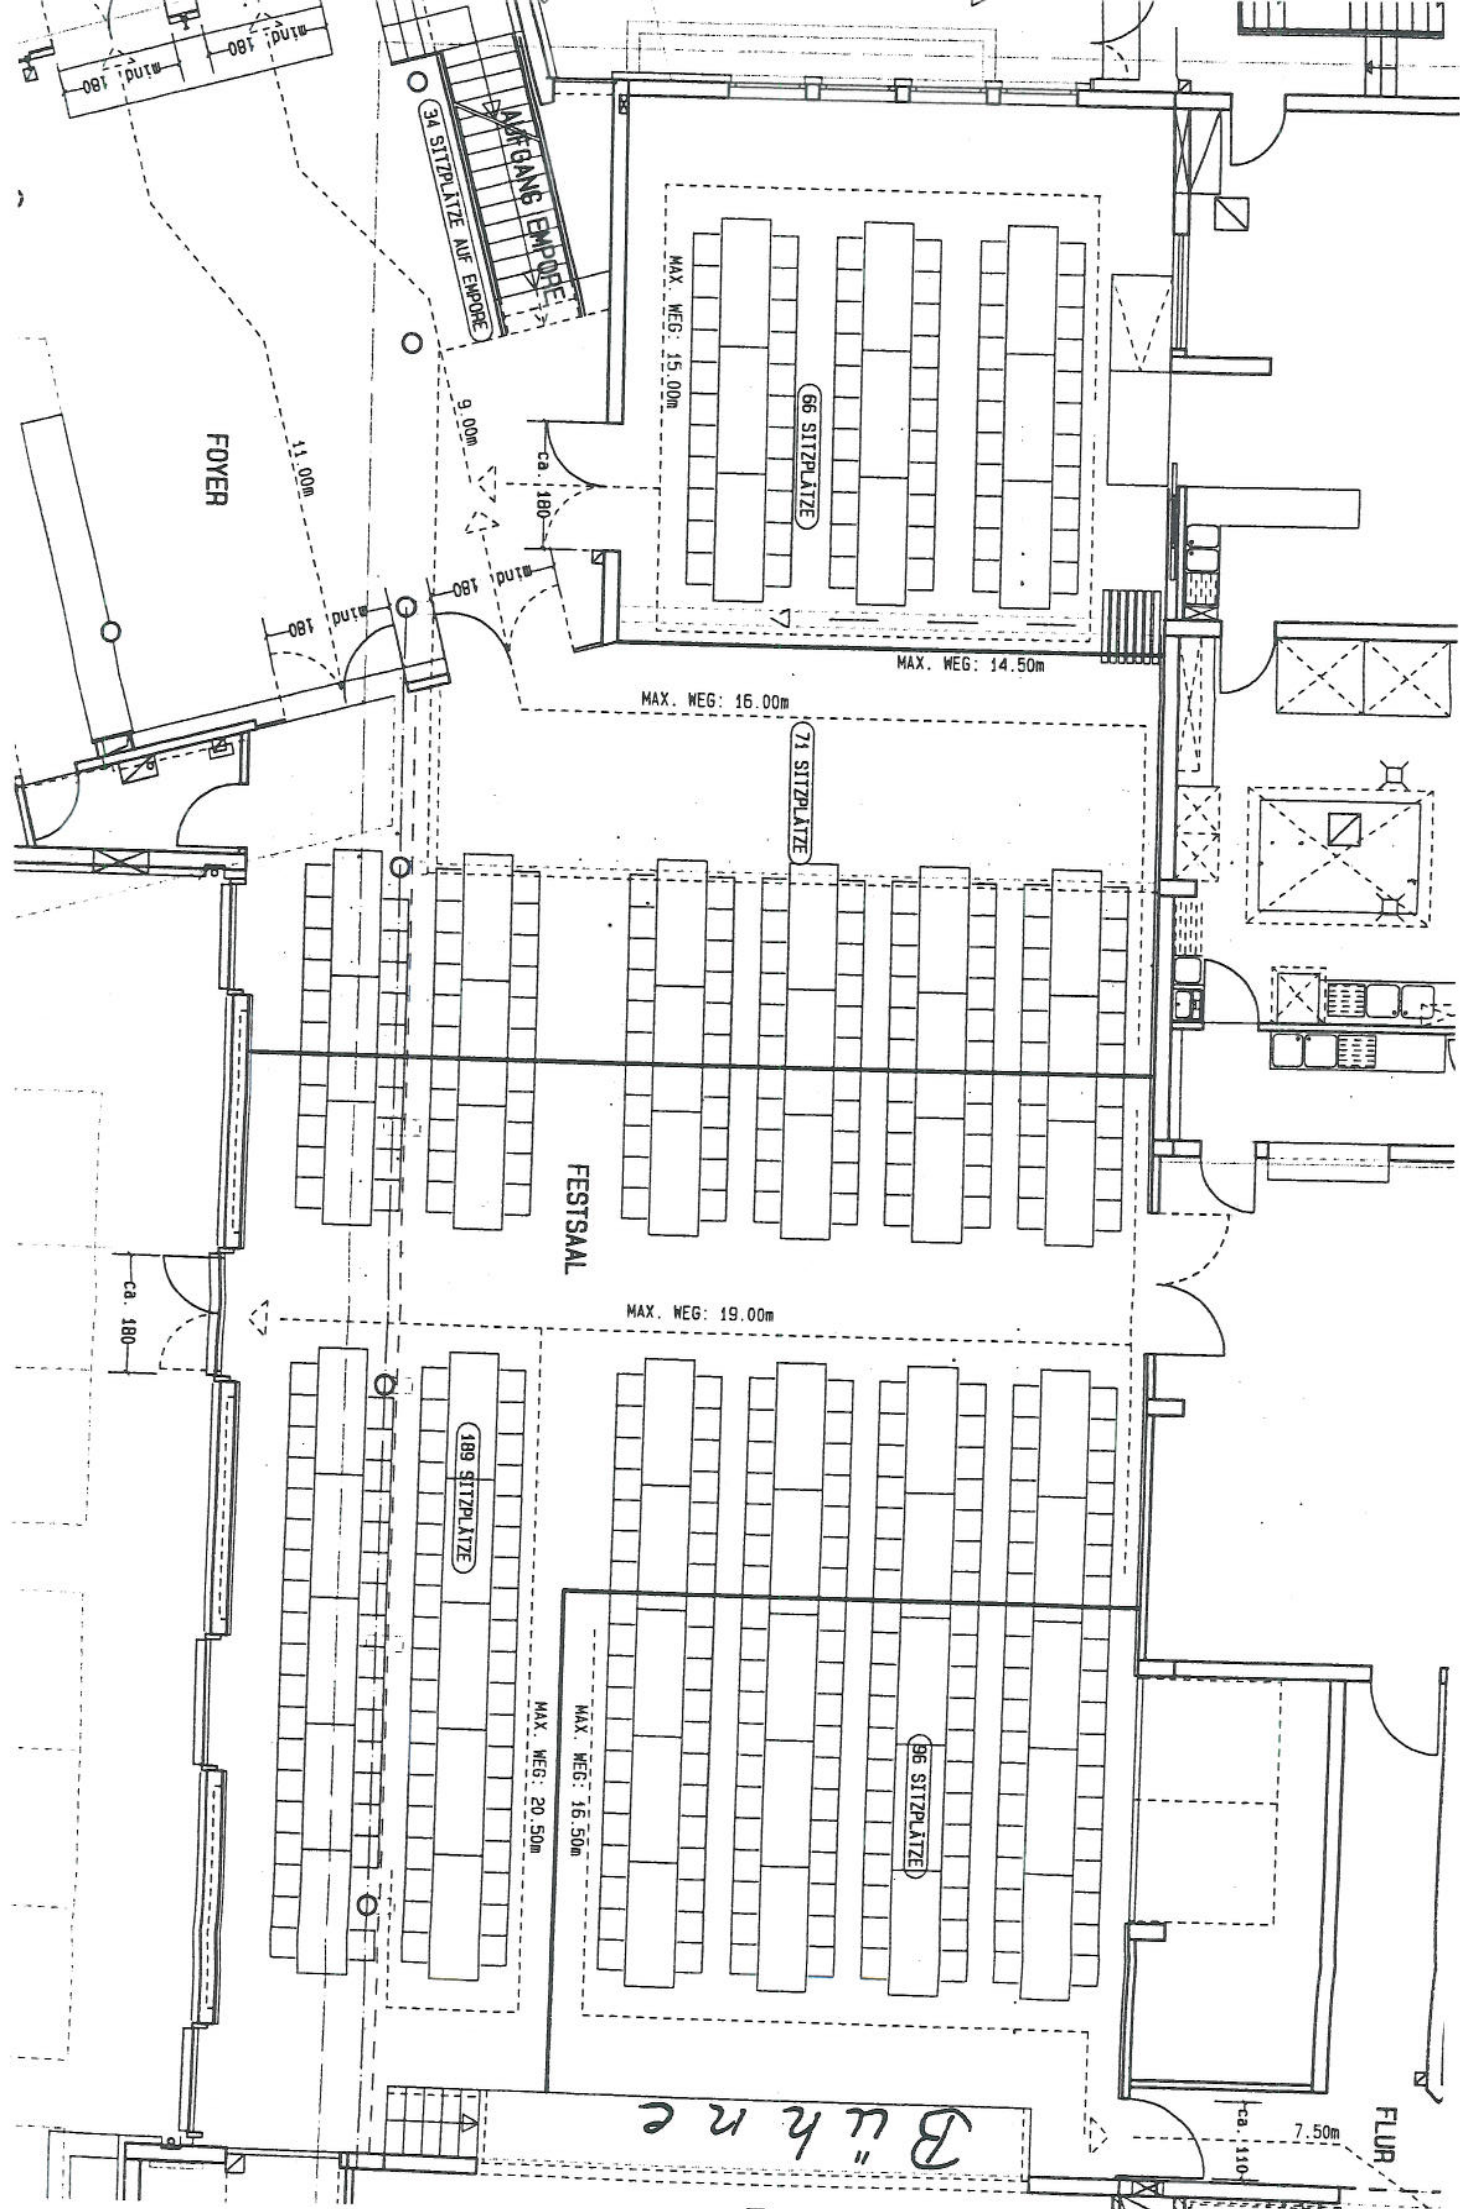 mind 180
mind 180
AUFGANG EMPORE
34 SITZPLÄTZE AUF EMPORE
MAX. WEG: 15.00m
66 SITZPLÄTZE
9.00m
11.00m
FOYER
ca. 180
mind 180
mind 180
MAX. WEG: 14.50m
MAX. WEG: 16.00m
71 SITZPLÄTZE
FESTSAAL
ca. 180
MAX. WEG: 19.00m
189 SITZPLÄTZE
MAX. WEG: 20.50m
MAX. WEG: 16.50m
96 SITZPLÄTZE
Bühne
ca. 110
7.50m
FLUR